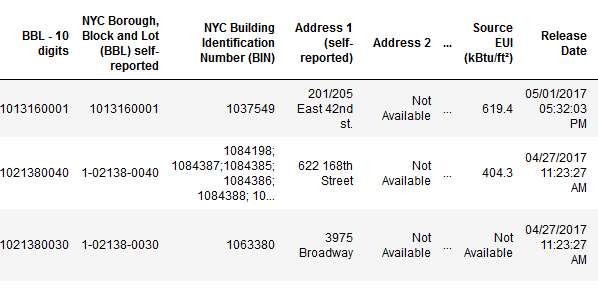 BBL - 10 digits	NYC Borough, Block and Lot (BBL) self-reported	NYC Building Identification Number (BIN)	Address 1 (self-reported)	Address 2	...	Source EUI (kBtu/ft²)	Release Date
1013160001	1013160001	1037549	201/205 East 42nd st.	Not Available	...	619.4	05/01/2017 05:32:03 PM
1021380040	1-02138-0040	1084198; 1084387;1084385; 1084386; 1084388; 10...	622 168th Street	Not Available	...	404.3	04/27/2017 11:23:27 AM
1021380030	1-02138-0030	1063380	3975 Broadway	Not Available	...	Not Available	04/27/2017 11:23:27 AM